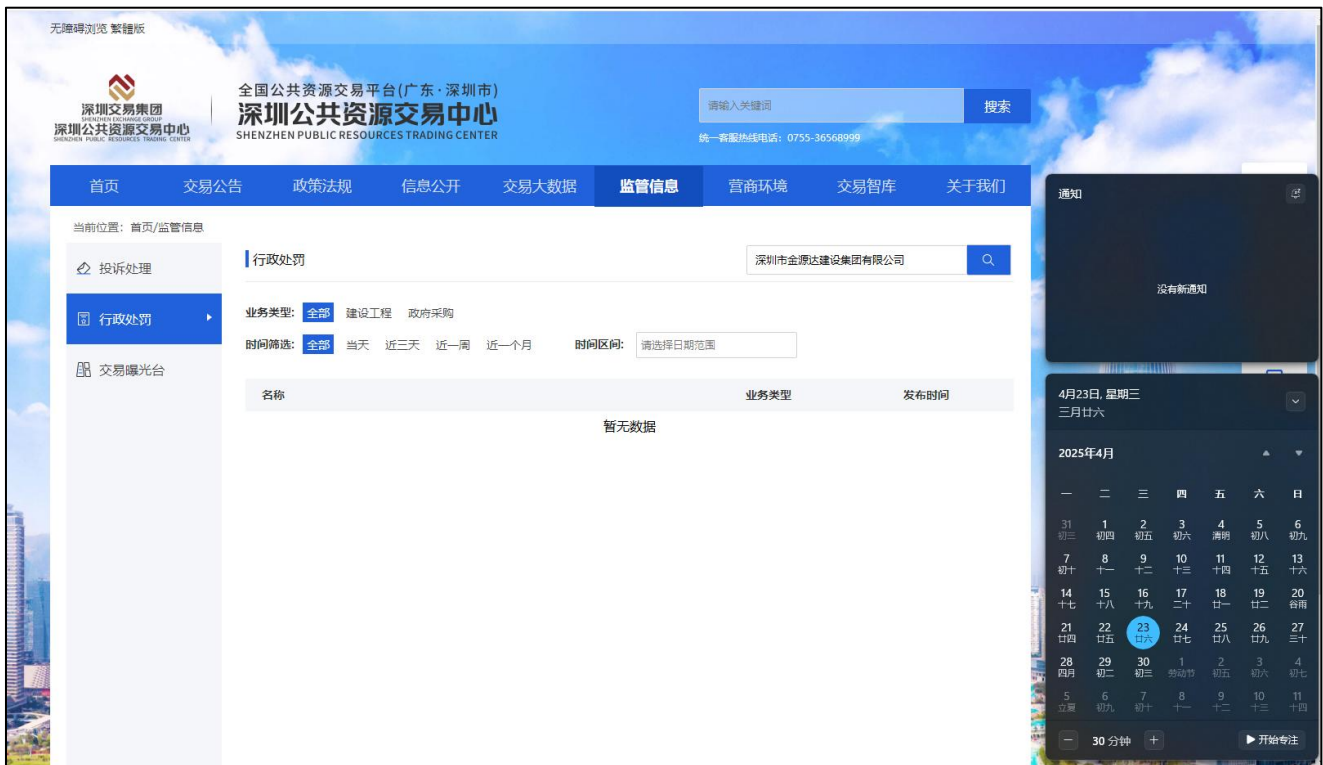 无障碍浏览 繁體版
深圳交易集团
SHENZHEN EXCHANGE GROUP
深圳公共资源交易中心
SHENZHEN PUBLIC RESOURCES TRADING CENTER
全国公共资源交易平台(广东·深圳市)
深圳公共资源交易中心
SHENZHEN PUBLIC RESOURCES TRADING CENTER
请输入关键词 搜索
统一客服热线电话：0755-36568999
首页 交易公告 政策法规 信息公开 交易大数据 监管信息 营商环境 交易智库 关于我们
当前位置：首页/监管信息
投诉处理
行政处罚
交易曝光台
行政处罚 深圳市金源达建设集团有限公司
业务类型: 全部 建设工程 政府采购
时间筛选: 全部 当天 近三天 近一周 近一个月 时间区间: 请选择日期范围
名称 业务类型 发布时间
暂无数据
通知
没有新通知
4月23日, 星期三
三月廿六
2025年4月
一 二 三 四 五 六 日
31 1 2 3 4 5 6
初三 初四 初五 初六 清明 初八 初九
7 8 9 10 11 12 13
初十 十一 十二 十三 十四 十五 十六
14 15 16 17 18 19 20
十七 十八 十九 二十 廿一 廿二 谷雨
21 22 23 24 25 26 27
廿四 廿五 廿六 廿七 廿八 廿九 三十
28 29 30 1 2 3 4
四月 初二 初三 劳动节 初五 初六 初七
5 6 7 8 9 10 11
立夏 初九 初十 十一 十二 十三 十四
30 分钟 开始专注